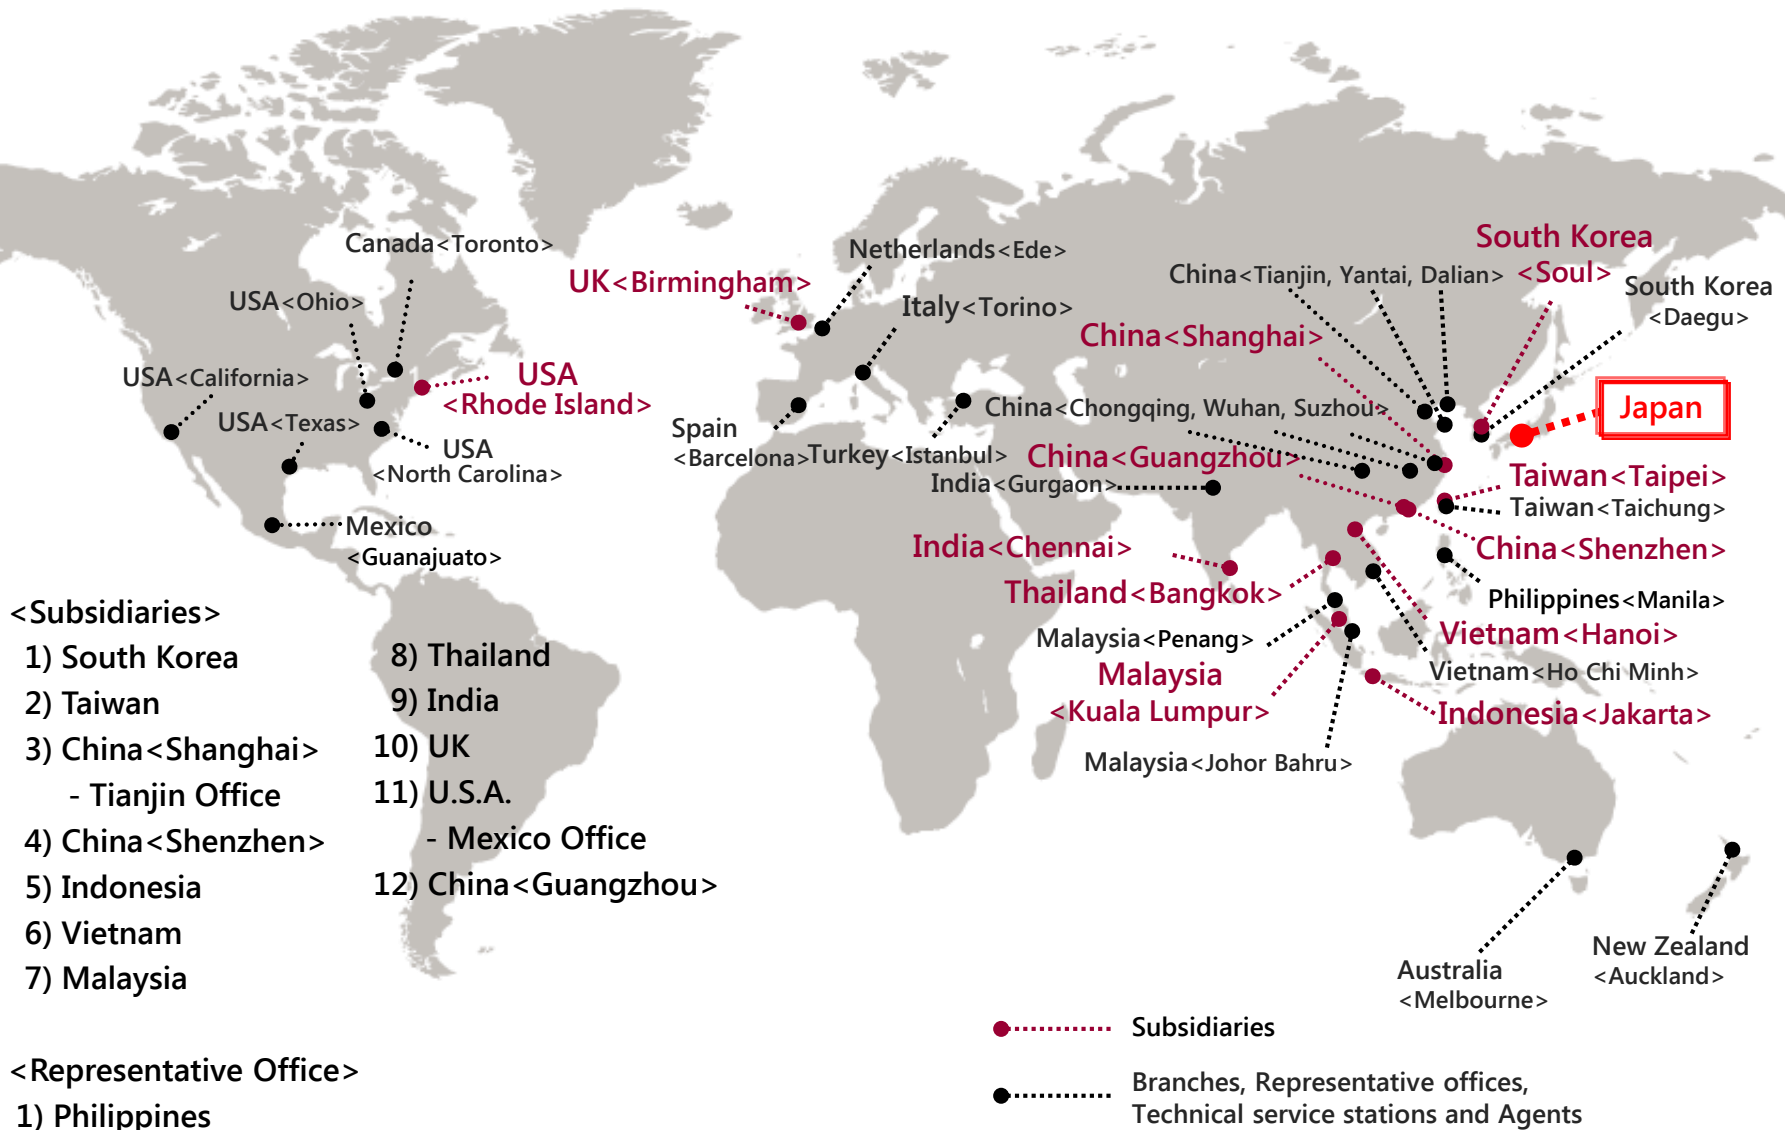 Canada<Toronto>
USA<Ohio>
USA<California>
USA<Texas>
USA
<Rhode Island>
USA
<North Carolina>
Mexico
<Guanajuato>
UK<Birmingham>
Netherlands<Ede>
Italy<Torino>
Spain
<Barcelona>
Turkey<Istanbul>
India<Gurgaon>
India<Chennai>
China<Tianjin, Yantai, Dalian>
China<Shanghai>
China<Chongqing, Wuhan, Suzhou>
China<Guangzhou>
South Korea
<Soul>
South Korea
<Daegu>
Japan
Taiwan<Taipei>
Taiwan<Taichung>
China<Shenzhen>
Thailand<Bangkok>
Philippines<Manila>
Malaysia<Penang>
Vietnam<Hanoi>
Malaysia
<Kuala Lumpur>
Vietnam<Ho Chi Minh>
Indonesia<Jakarta>
Malaysia<Johor Bahru>
Australia
<Melbourne>
New Zealand
<Auckland>
<Subsidiaries>
1) South Korea
2) Taiwan
3) China<Shanghai>
- Tianjin Office
4) China<Shenzhen>
5) Indonesia
6) Vietnam
7) Malaysia
8) Thailand
9) India
10) UK
11) U.S.A.
- Mexico Office
12) China<Guangzhou>
<Representative Office>
1) Philippines
Subsidiaries
Branches, Representative offices,
Technical service stations and Agents